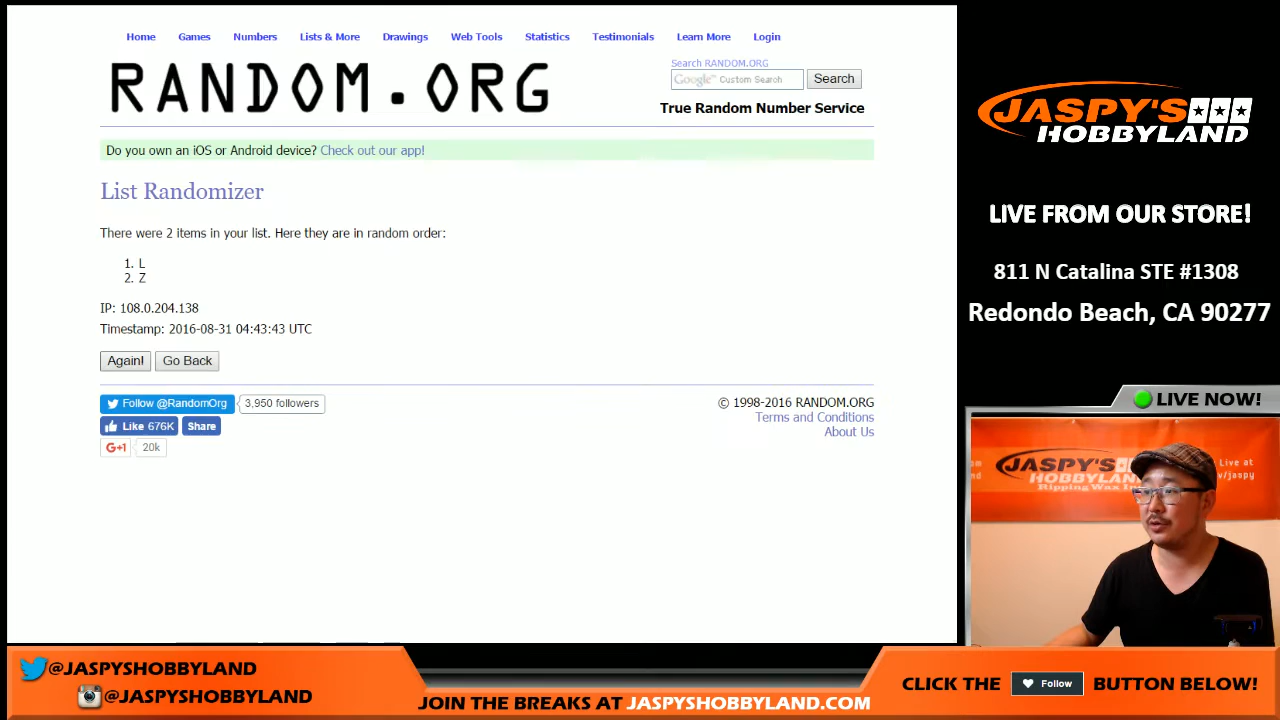 Home Games Numbers Lists & More Drawings Web Tools Statistics Testimonials Learn More Login
RANDOM.ORG
Search RANDOM.ORG
Google™ Custom Search Search
True Random Number Service
Do you own an iOS or Android device? Check out our app!
List Randomizer
There were 2 items in your list. Here they are in random order:
1. L
2. Z
IP: 108.0.204.138
Timestamp: 2016-08-31 04:43:43 UTC
Again! Go Back
Follow @RandomOrg 3,950 followers
Like 676K Share
G+1 20k
© 1998-2016 RANDOM.ORG
Terms and Conditions
About Us
JASPY'S
HOBBYLAND
LIVE FROM OUR STORE!
811 N Catalina STE #1308
Redondo Beach, CA 90277
LIVE NOW!
JASPY'S
HOBBYLAND
Ripping Wax
Live at
v/jaspy
@JASPYSHOBBYLAND
@JASPYSHOBBYLAND
JOIN THE BREAKS AT JASPYSHOBBYLAND.COM
CLICK THE Follow BUTTON BELOW!